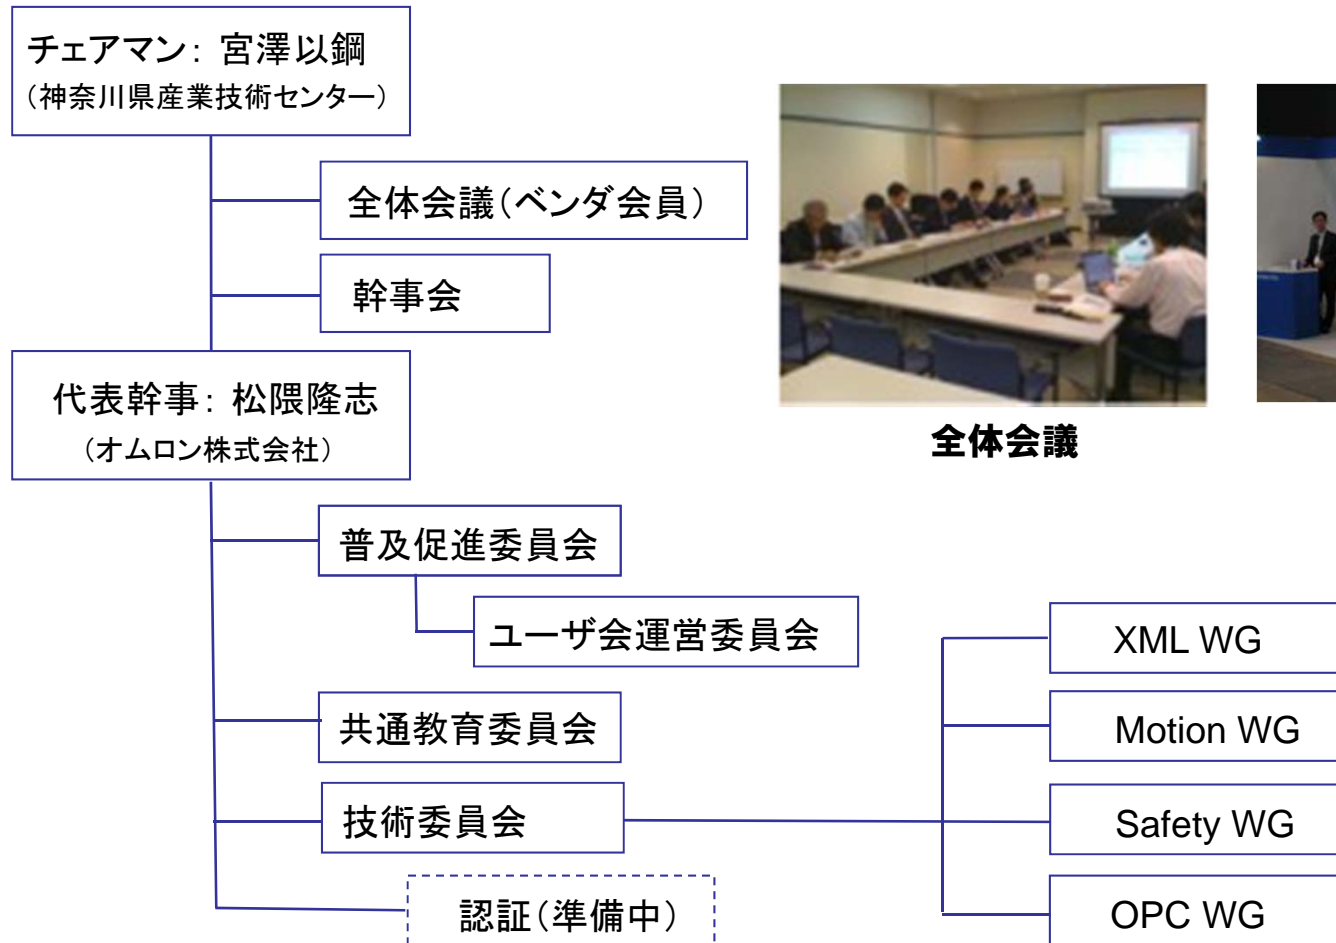 チェアマン： 宮澤以鋼
（神奈川県産業技術センター）
全体会議（ベンダ会員）
幹事会
代表幹事： 松隈隆志
（オムロン株式会社）
全体会議
普及促進委員会
ユーザ会運営委員会
共通教育委員会
技術委員会
認証（準備中）
XML WG
Motion WG
Safety WG
OPC WG